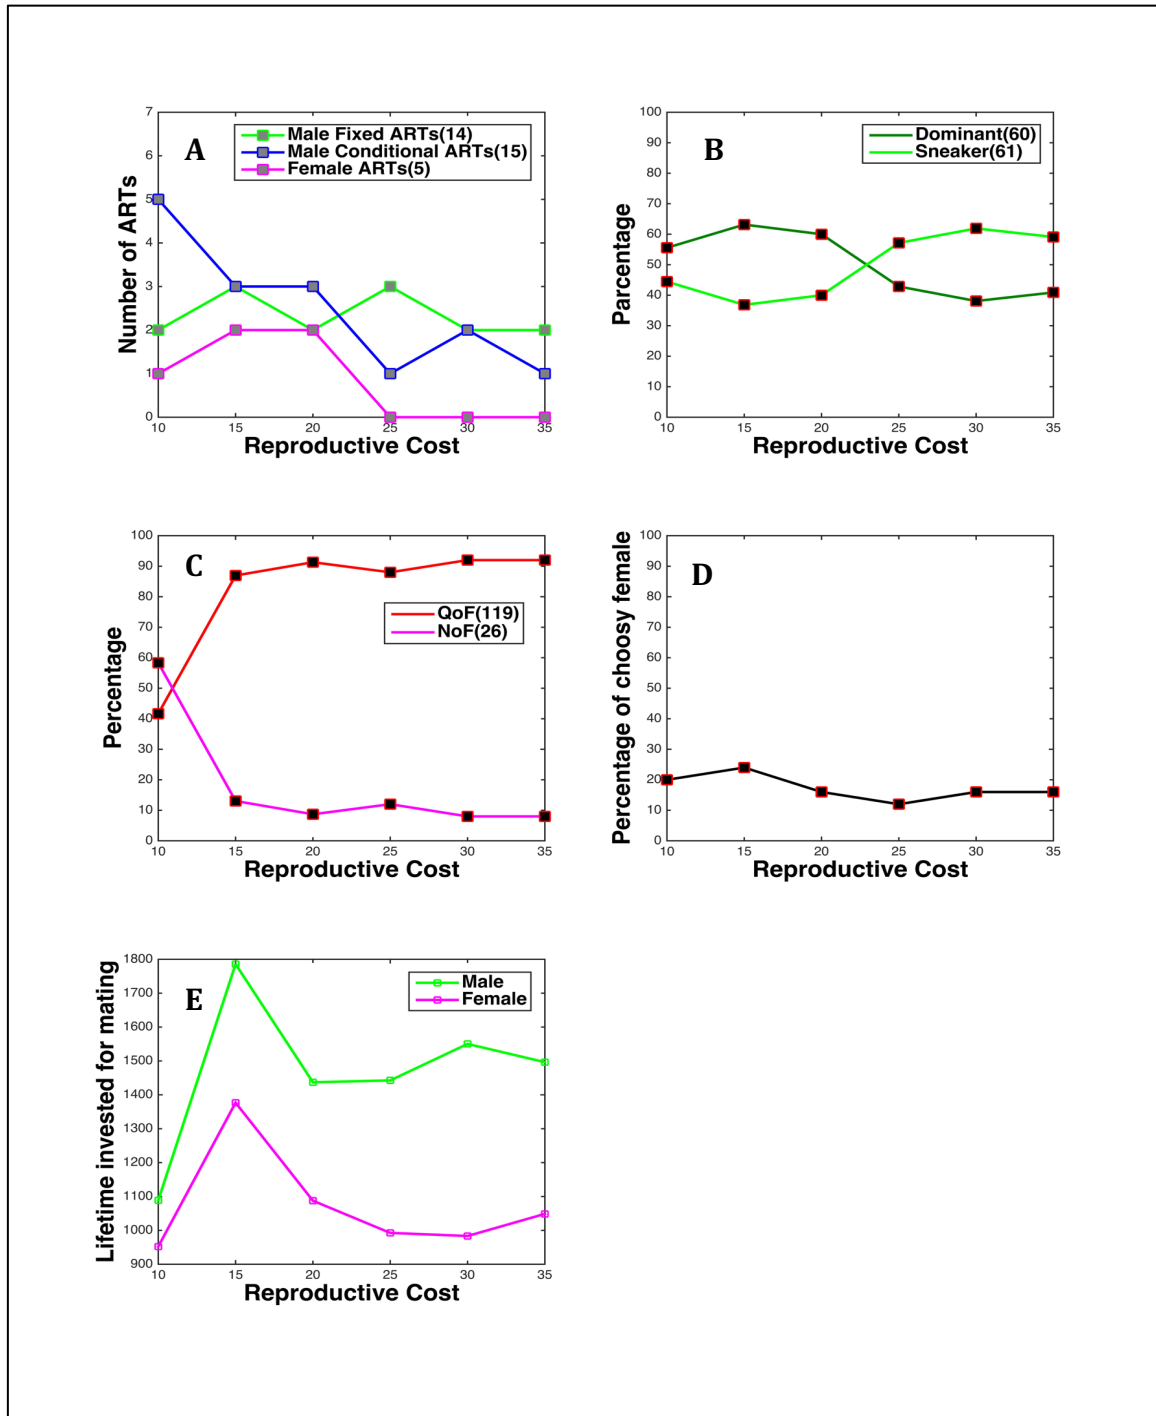 A
7
6
5
4
3
2
1
0
Number of ARTs
Male Fixed ARTs(14)
Male Conditional ARTs(15)
Female ARTs(5)
10 15 20 25 30 35
Reproductive Cost
B
100
90
80
70
60
50
40
30
20
10
0
Parcentage
Dominant(60)
Sneaker(61)
10 15 20 25 30 35
Reproductive Cost
C
100
90
80
70
60
50
40
30
20
10
0
Percentage
QoF(119)
NoF(26)
10 15 20 25 30 35
Reproductive Cost
D
100
90
80
70
60
50
40
30
20
10
0
Percentage of choosy female
10 15 20 25 30 35
Reproductive Cost
E
1800
1700
1600
1500
1400
1300
1200
1100
1000
900
Lifetime invested for mating
Male
Female
10 15 20 25 30 35
Reproductive Cost